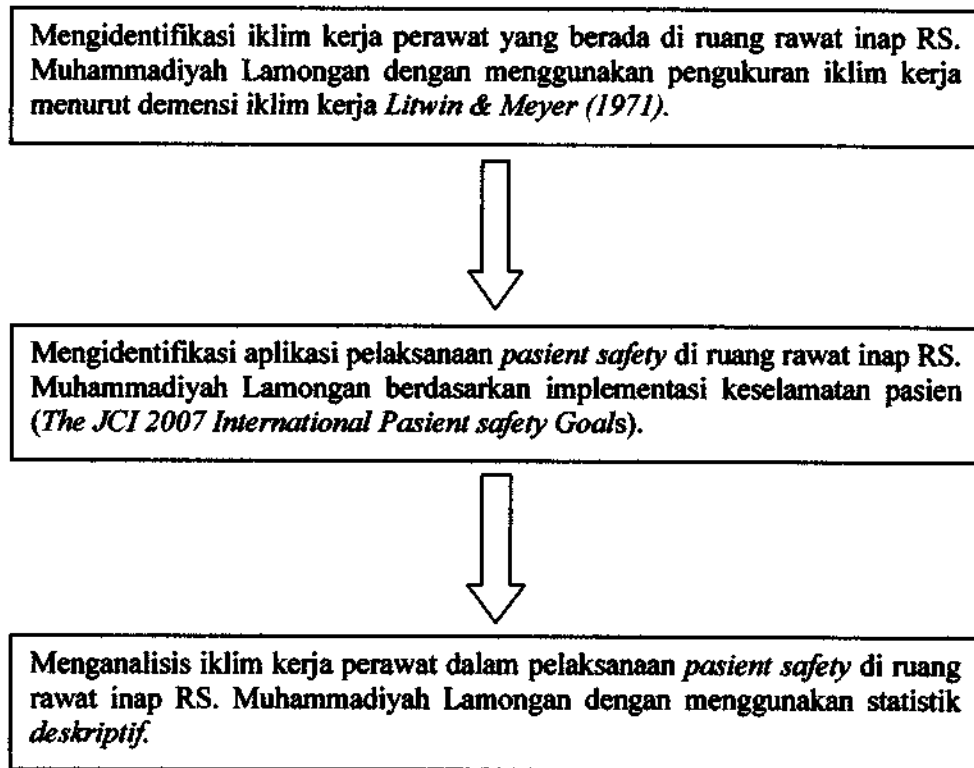 Mengidentifikasi iklim kerja perawat yang berada di ruang rawat inap RS.
Muhammadiyah Lamongan dengan menggunakan pengukuran iklim kerja
menurut demensi iklim kerja Litwin & Meyer (1971).
Mengidentifikasi aplikasi pelaksanaan pasient safety di ruang rawat inap RS.
Muhammadiyah Lamongan berdasarkan implementasi keselamatan pasien
(The JCI 2007 International Pasient safety Goals).
Menganalisis iklim kerja perawat dalam pelaksanaan pasient safety di ruang
rawat inap RS. Muhammadiyah Lamongan dengan menggunakan statistik
deskriptif.